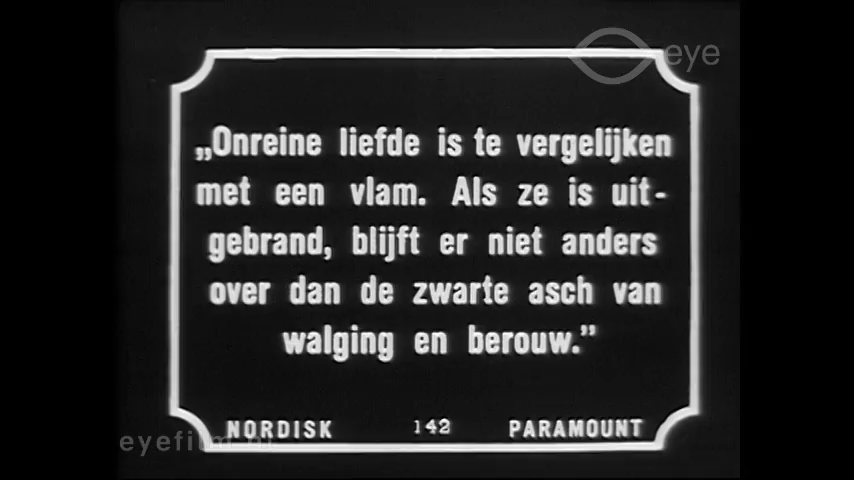 eye
„Onreine liefde is te vergelijken
met een vlam. Als ze is uit-
gebrand, blijft er niet anders
over dan de zwarte asch van
walging en berouw.”
NORDISK 142 PARAMOUNT
eyefilm.nl